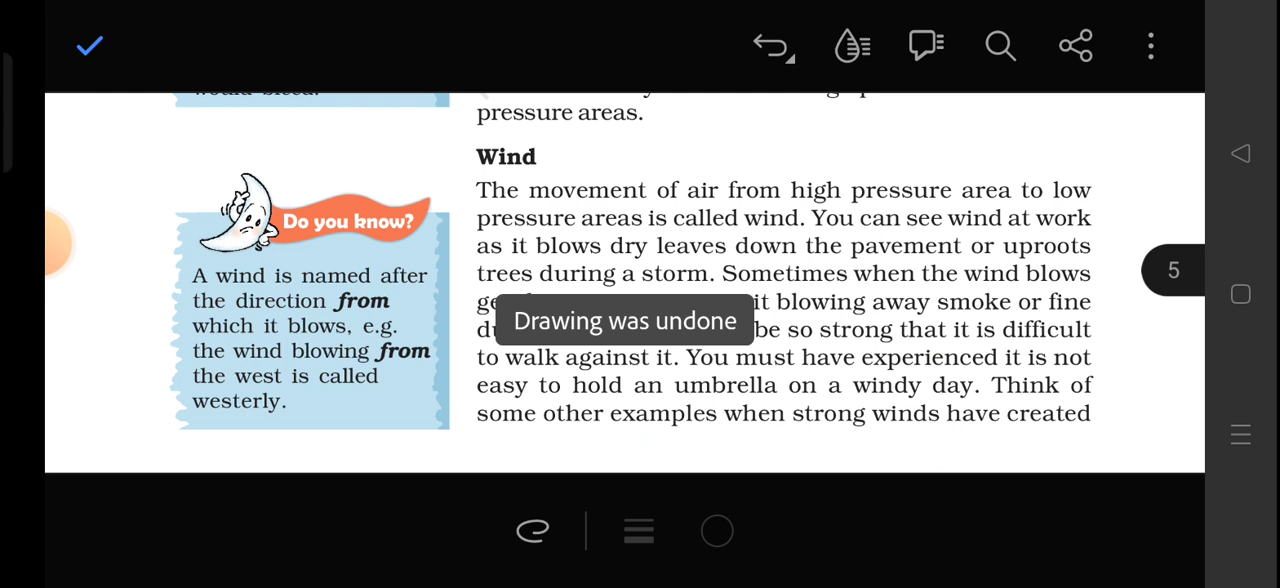 pressure areas.
Wind
The movement of air from high pressure area to low
pressure areas is called wind. You can see wind at work
as it blows dry leaves down the pavement or uproots
trees during a storm. Sometimes when the wind blows
it blowing away smoke or fine
be so strong that it is difficult
to walk against it. You must have experienced it is not
easy to hold an umbrella on a windy day. Think of
some other examples when strong winds have created
Do you know?
A wind is named after
the direction from
which it blows, e.g.
the wind blowing from
the west is called
westerly.
Drawing was undone
5